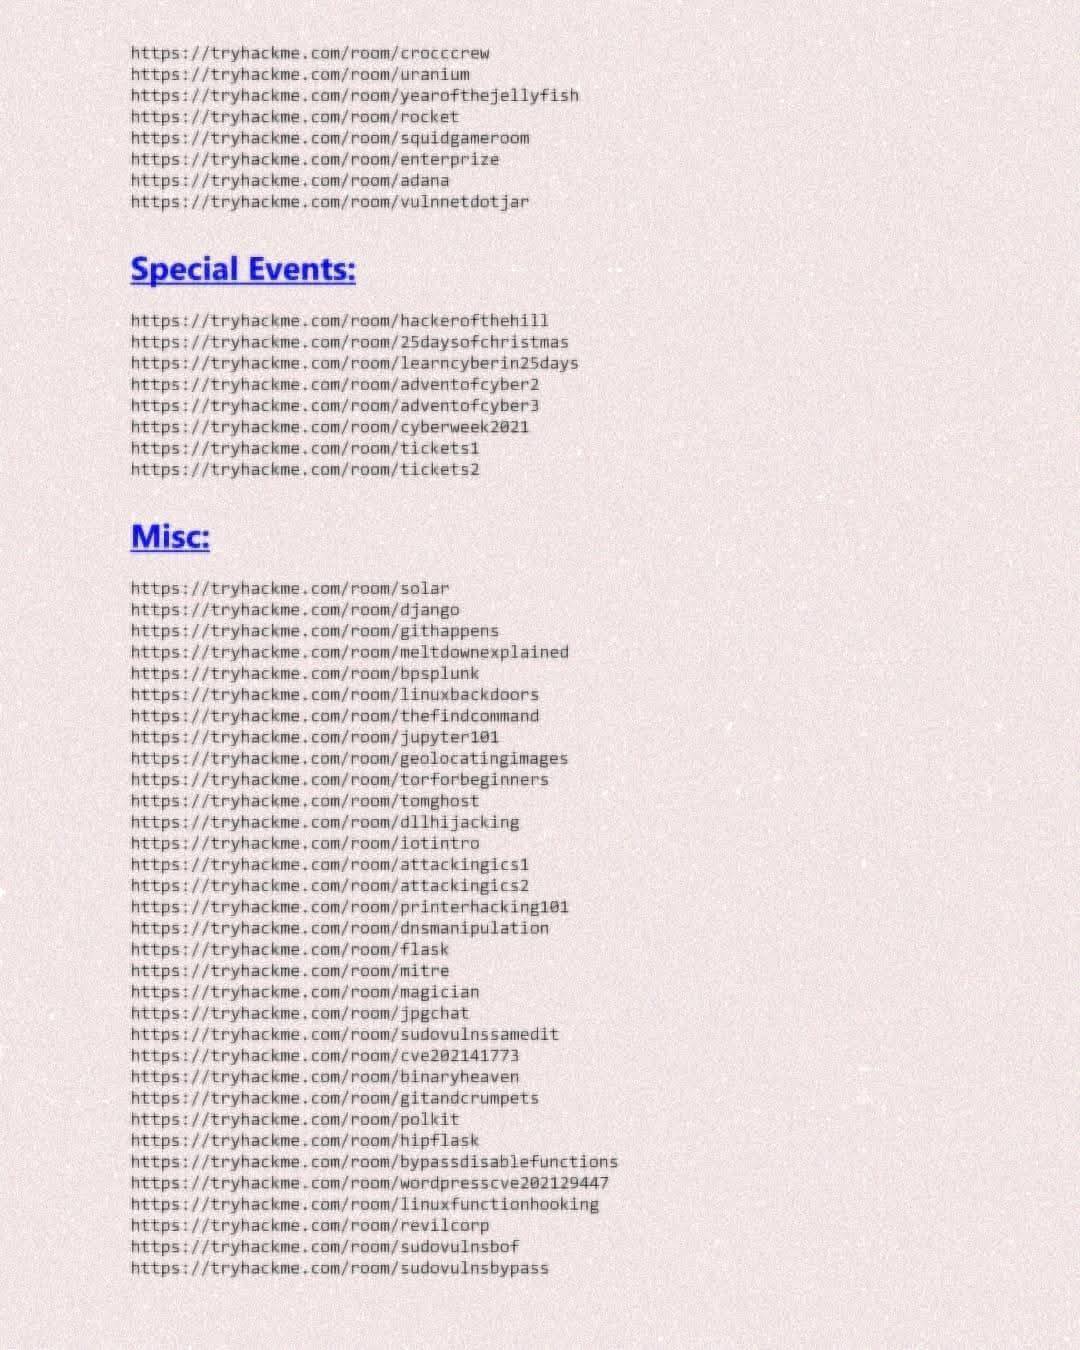 https://tryhackme.com/room/crocccrew
https://tryhackme.com/room/uranium
https://tryhackme.com/room/yearofthejellyfish
https://tryhackme.com/room/rocket
https://tryhackme.com/room/squidgameroom
https://tryhackme.com/room/enterprize
https://tryhackme.com/room/adana
https://tryhackme.com/room/vulnnetdotjar
Special Events:
https://tryhackme.com/room/hackerofthehill
https://tryhackme.com/room/25daysofchristmas
https://tryhackme.com/room/learncyberin25days
https://tryhackme.com/room/adventofcyber2
https://tryhackme.com/room/adventofcyber3
https://tryhackme.com/room/cyberweek2021
https://tryhackme.com/room/tickets1
https://tryhackme.com/room/tickets2
Misc:
https://tryhackme.com/room/solar
https://tryhackme.com/room/django
https://tryhackme.com/room/githappens
https://tryhackme.com/room/meltdownexplained
https://tryhackme.com/room/bpsplunk
https://tryhackme.com/room/linuxbackdoors
https://tryhackme.com/room/thefindcommand
https://tryhackme.com/room/jupyter101
https://tryhackme.com/room/geolocatingimages
https://tryhackme.com/room/torforbeginners
https://tryhackme.com/room/tomghost
https://tryhackme.com/room/dllhijacking
https://tryhackme.com/room/iotintro
https://tryhackme.com/room/attackingics1
https://tryhackme.com/room/attackingics2
https://tryhackme.com/room/printerhacking101
https://tryhackme.com/room/dnsmanipulation
https://tryhackme.com/room/flask
https://tryhackme.com/room/mitre
https://tryhackme.com/room/magician
https://tryhackme.com/room/jpgchat
https://tryhackme.com/room/sudovulnssamedit
https://tryhackme.com/room/cve202141773
https://tryhackme.com/room/binaryheaven
https://tryhackme.com/room/gitandcrumpets
https://tryhackme.com/room/polkit
https://tryhackme.com/room/hipflask
https://tryhackme.com/room/bypassdisablefunctions
https://tryhackme.com/room/wordpresscve202129447
https://tryhackme.com/room/linuxfunctionhooking
https://tryhackme.com/room/revilcorp
https://tryhackme.com/room/sudovulnsbof
https://tryhackme.com/room/sudovulnsbypass